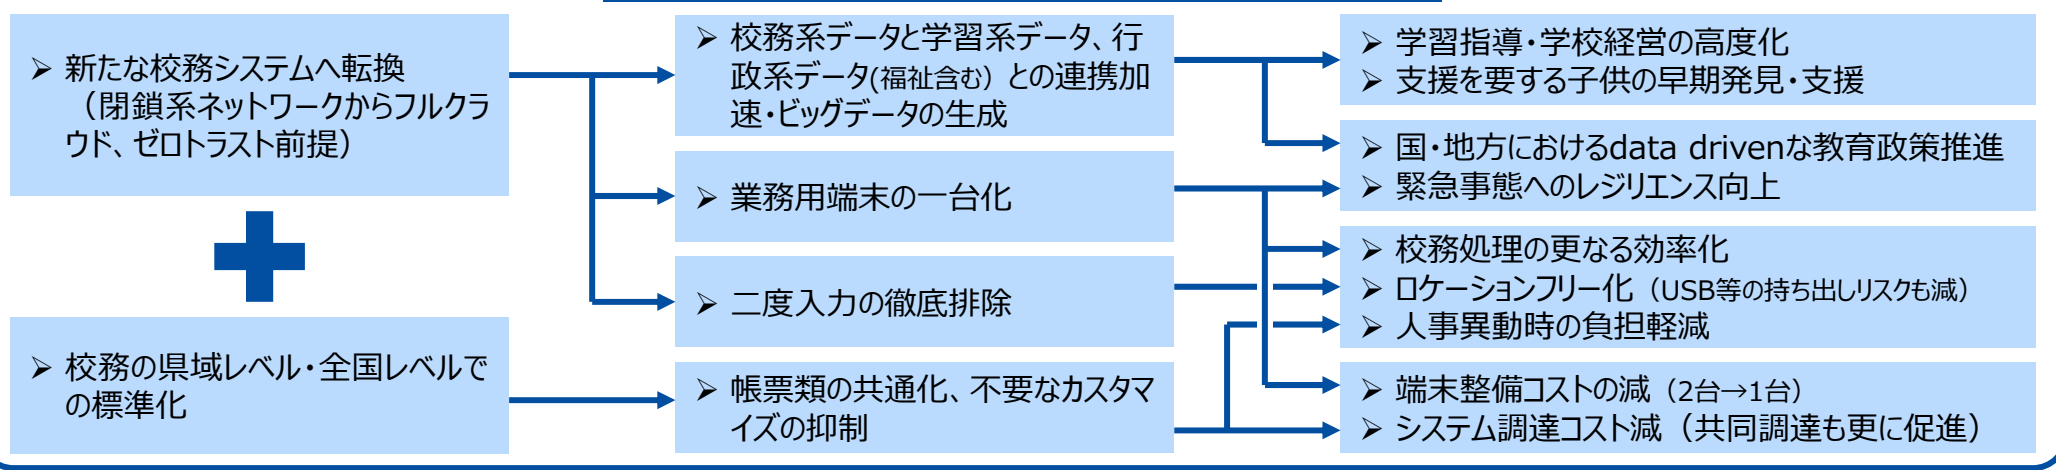 ➢ 新たな校務システムへ転換
（閉鎖系ネットワークからフルクラ
ウド、ゼロトラスト前提）
➢ 校務の県域レベル・全国レベルで
の標準化
➢ 校務系データと学習系データ、行
政系データ(福祉含む）との連携加
速・ビッグデータの生成
➢ 業務用端末の一台化
➢ 二度入力の徹底排除
➢ 帳票類の共通化、不要なカスタマ
イズの抑制
➢ 学習指導・学校経営の高度化
➢ 支援を要する子供の早期発見・支援
➢ 国・地方におけるdata drivenな教育政策推進
➢ 緊急事態へのレジリエンス向上
➢ 校務処理の更なる効率化
➢ ロケーションフリー化（USB等の持ち出しリスクも減）
➢ 人事異動時の負担軽減
➢ 端末整備コストの減（2台→1台）
➢ システム調達コスト減（共同調達も更に促進）